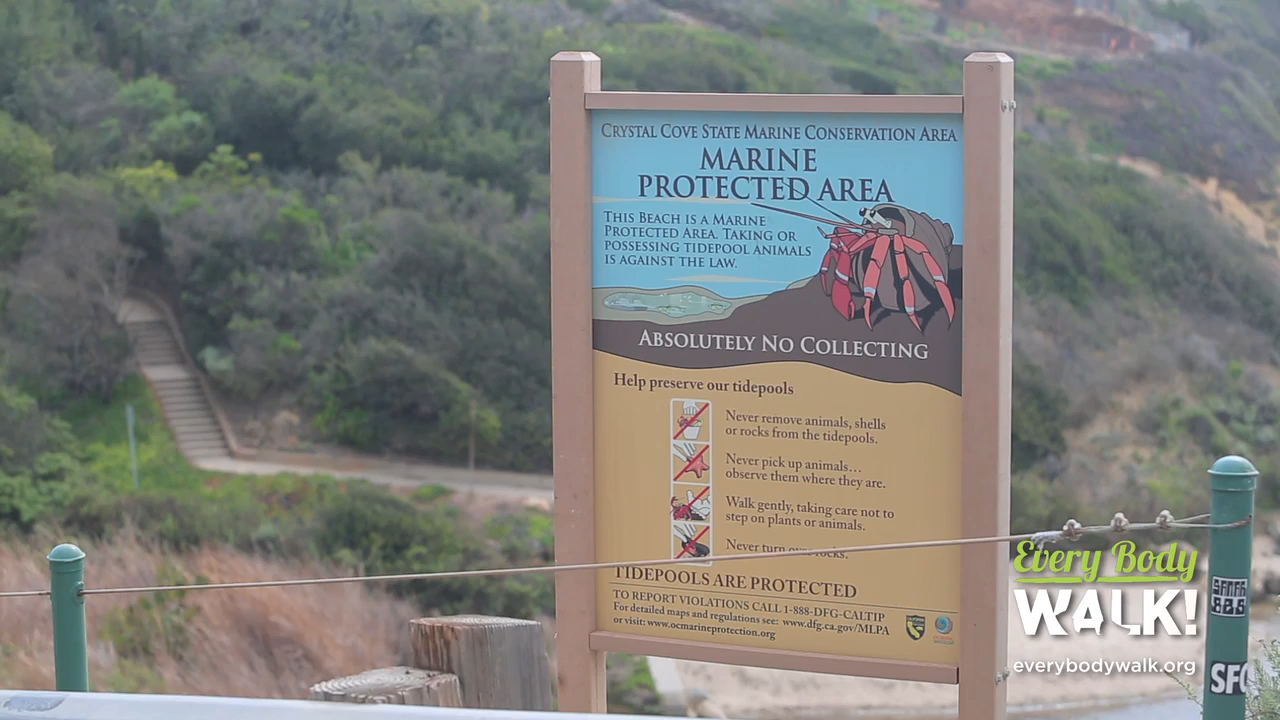 CRYSTAL COVE STATE MARINE CONSERVATION AREA
MARINE
PROTECTED AREA
THIS BEACH IS A MARINE
PROTECTED AREA. TAKING OR
POSSESSING TIDEPOOL ANIMALS
IS AGAINST THE LAW.
ABSOLUTELY NO COLLECTING
Help preserve our tidepools
Never remove animals, shells
or rocks from the tidepools.
Never pick up animals...
observe them where they are.
Walk gently, taking care not to
step on plants or animals.
Never turn over rocks.
TIDEPOOLS ARE PROTECTED
TO REPORT VIOLATIONS CALL 1-888-DFG-CALTIP
For detailed maps and regulations see: www.dfg.ca.gov/MLPA
or visit: www.ocmarineprotection.org
Every Body
WALK!
everybodywalk.org
SFC